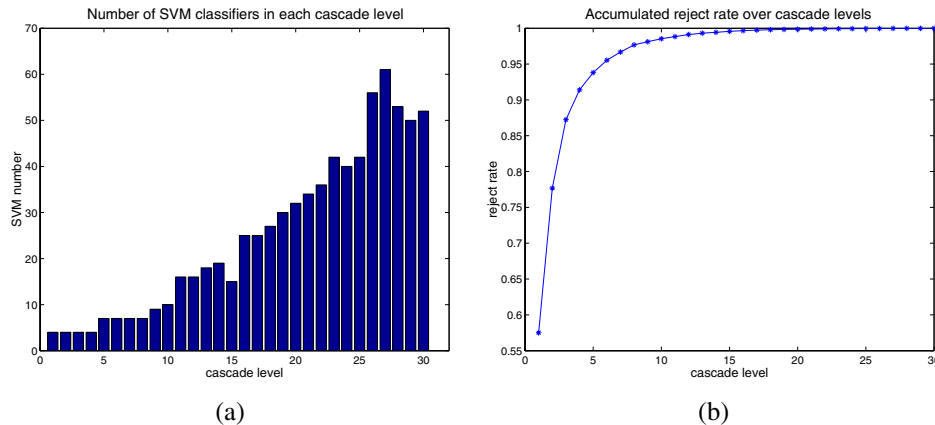 Number of SVM classifiers in each cascade level
70
60
50
40
30
20
10
0
SVM number
0 5 10 15 20 25 30
cascade level
(a)
Accumulated reject rate over cascade levels
1
0.95
0.9
0.85
0.8
0.75
0.7
0.65
0.6
0.55
reject rate
0 5 10 15 20 25 30
cascade level
(b)